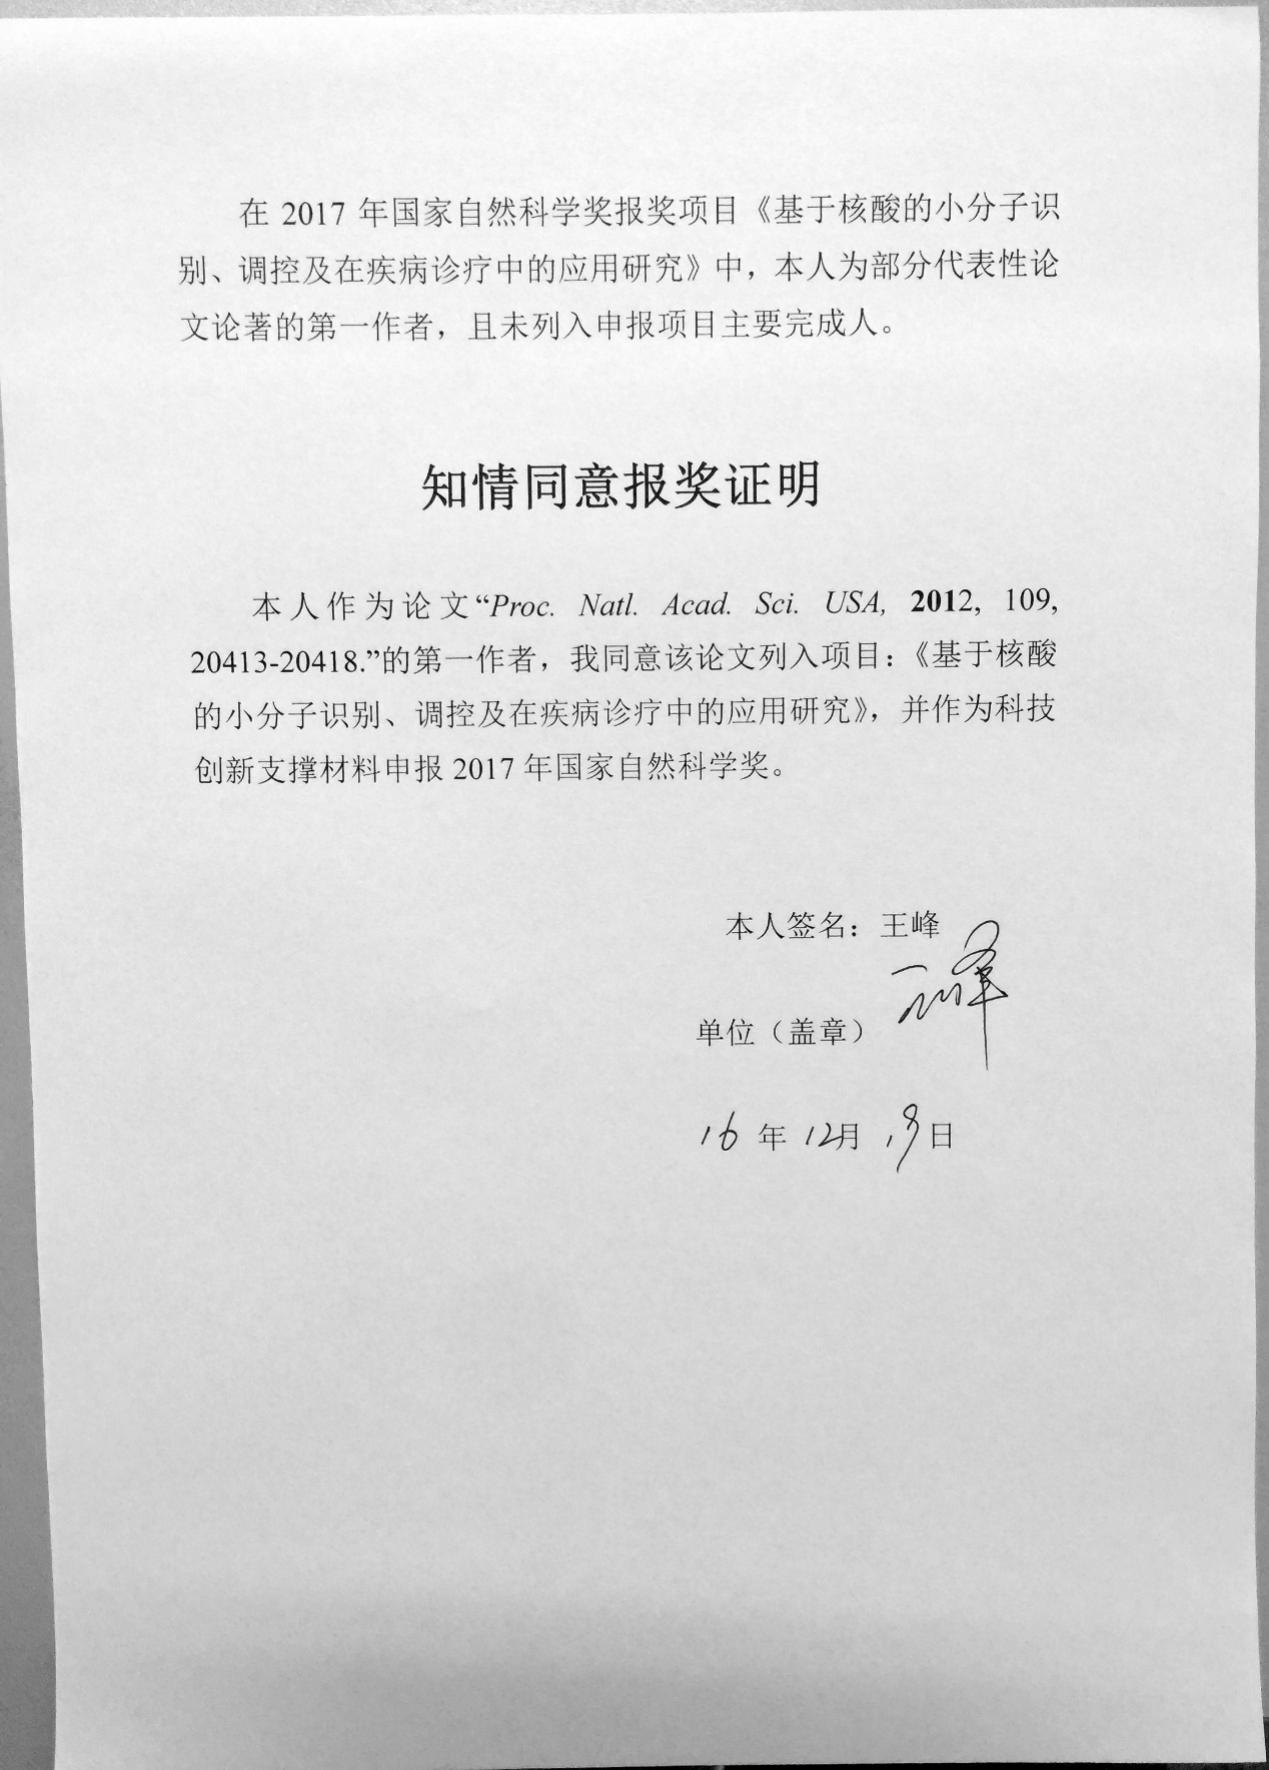 在 2017 年国家自然科学奖报奖项目《基于核酸的小分子识
别、调控及在疾病诊疗中的应用研究》中，本人为部分代表性论
文论著的第一作者，且未列入申报项目主要完成人。
知情同意报奖证明
本人作为论文“Proc. Natl. Acad. Sci. USA, 2012, 109,
20413-20418.”的第一作者，我同意该论文列入项目：《基于核酸
的小分子识别、调控及在疾病诊疗中的应用研究》，并作为科技
创新支撑材料申报 2017 年国家自然科学奖。
本人签名：王峰
王峰
单位（盖章）
16 年 12月 19日